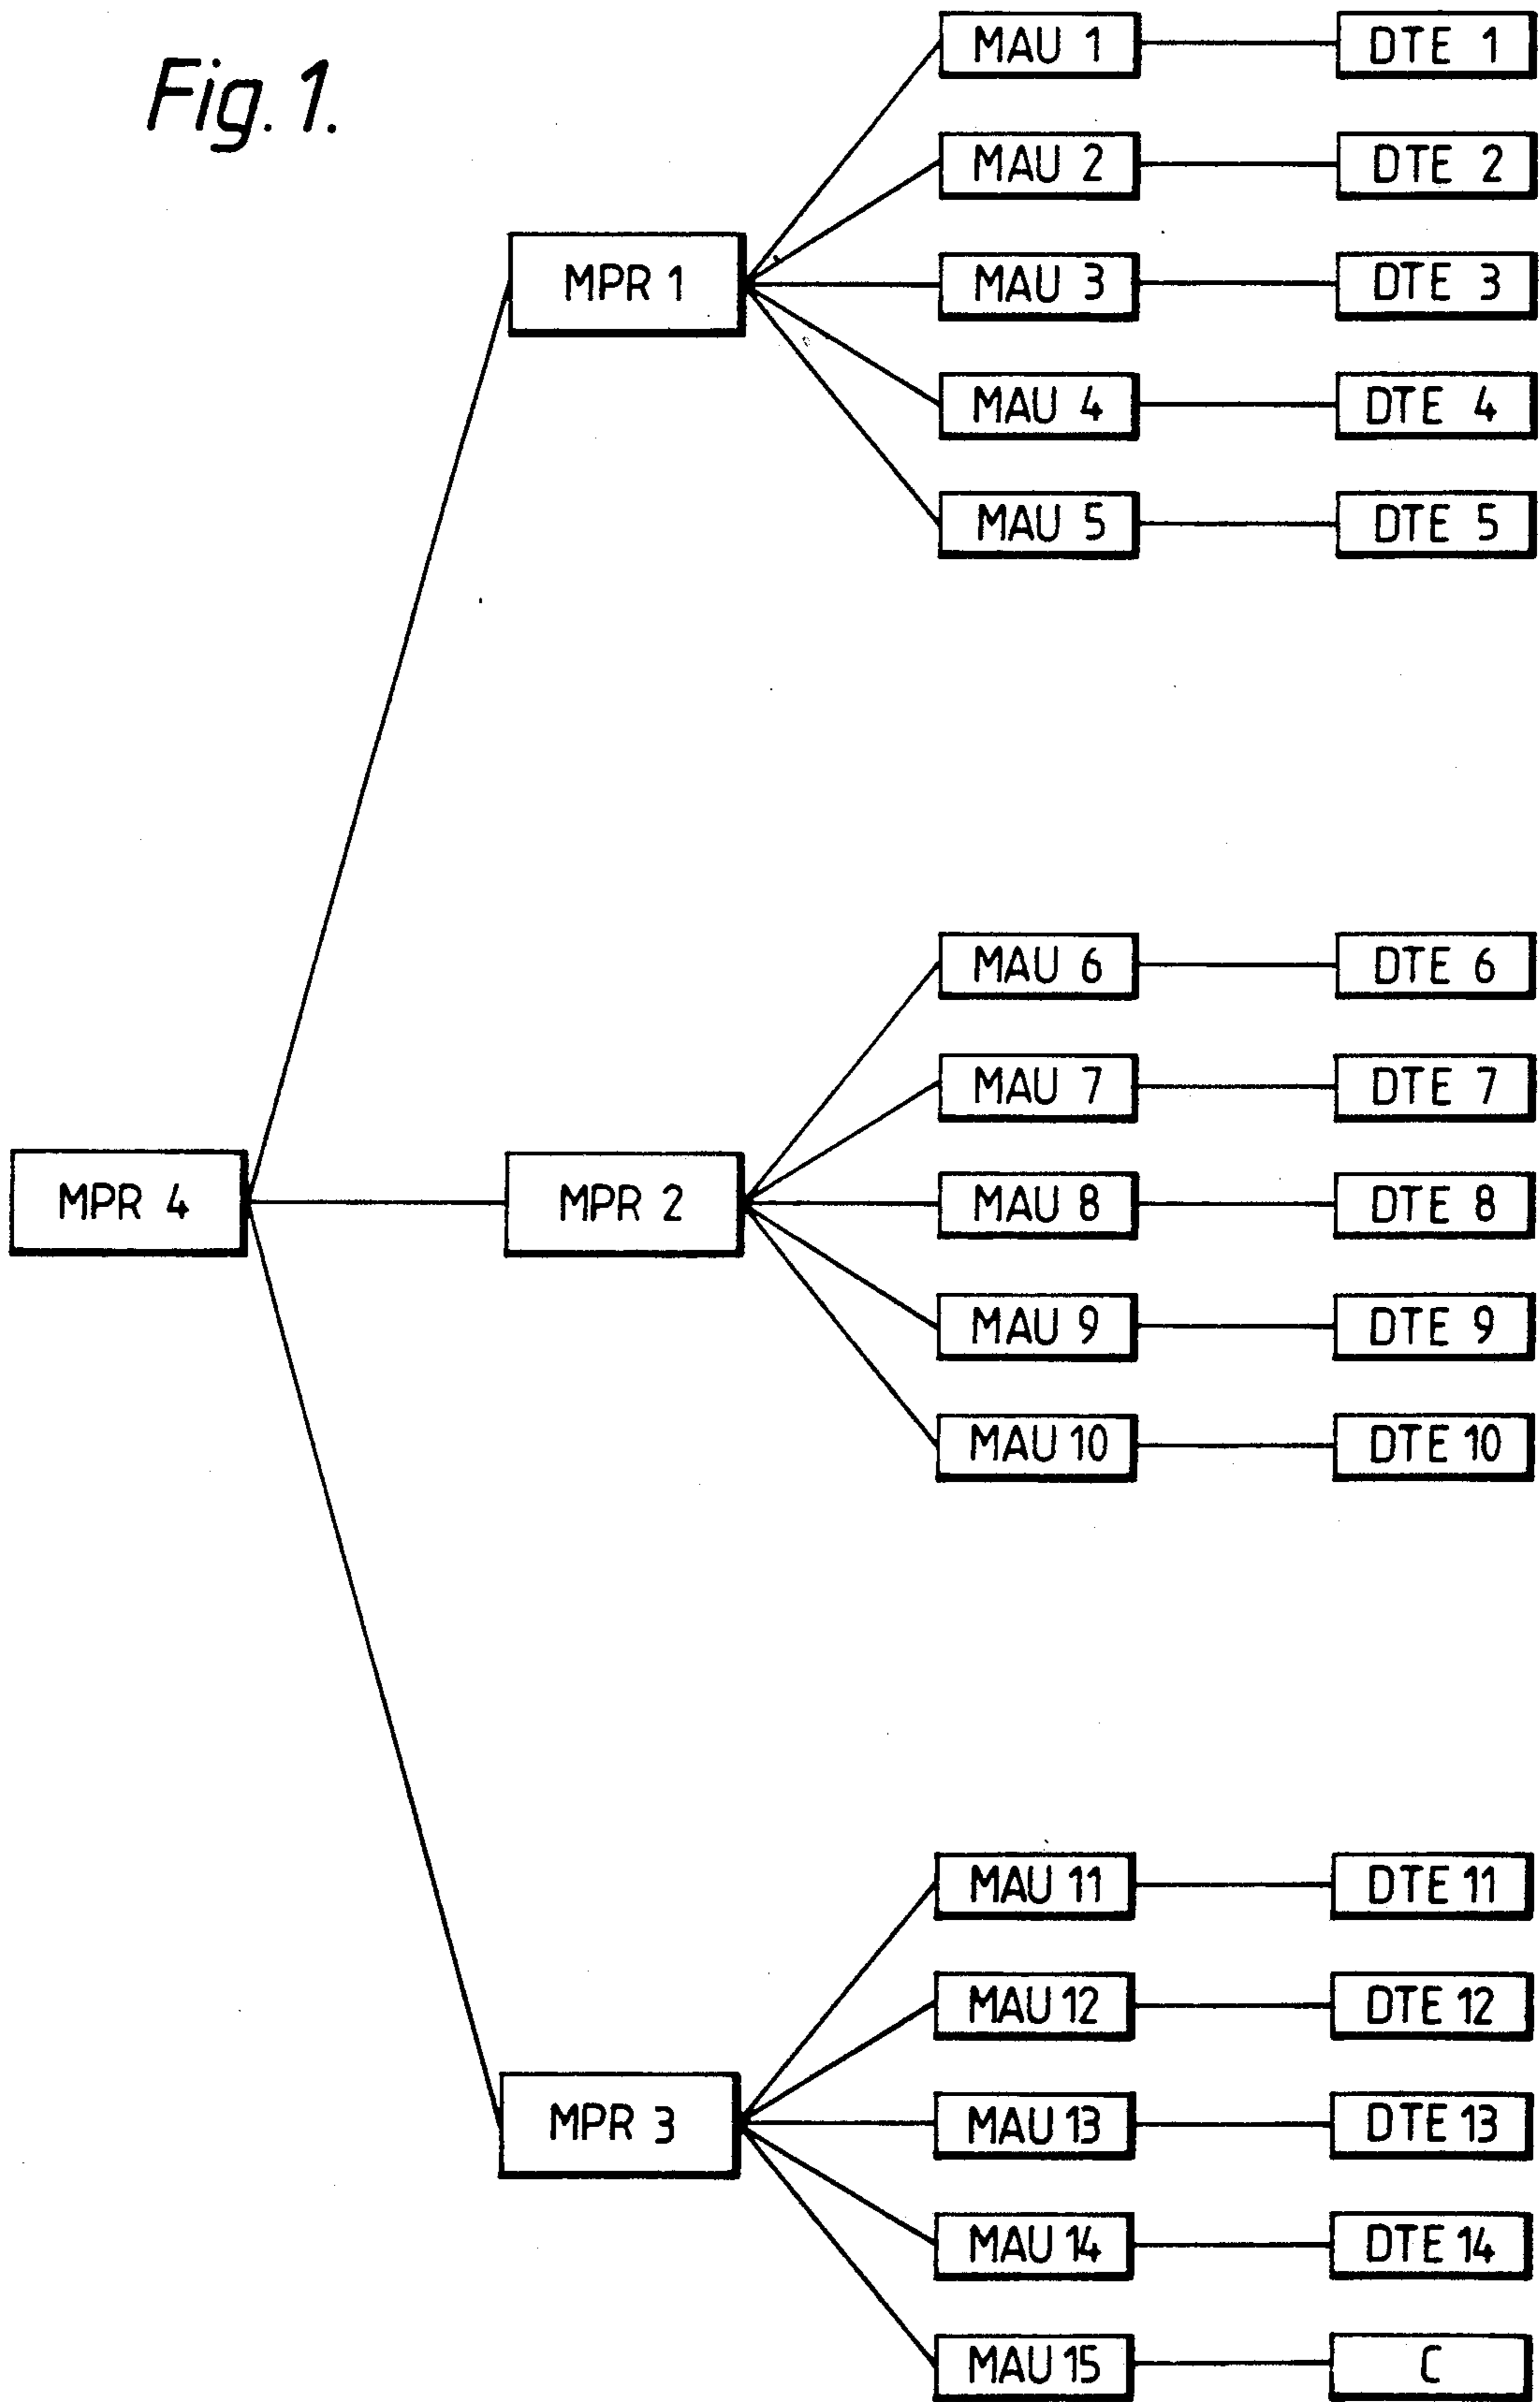 Fig. 1.
MAU 1 DTE 1
MAU 2 DTE 2
MPR 1 MAU 3 DTE 3
MAU 4 DTE 4
MAU 5 DTE 5
MAU 6 DTE 6
MAU 7 DTE 7
MPR 4 MPR 2 MAU 8 DTE 8
MAU 9 DTE 9
MAU 10 DTE 10
MAU 11 DTE 11
MAU 12 DTE 12
MPR 3 MAU 13 DTE 13
MAU 14 DTE 14
MAU 15 C